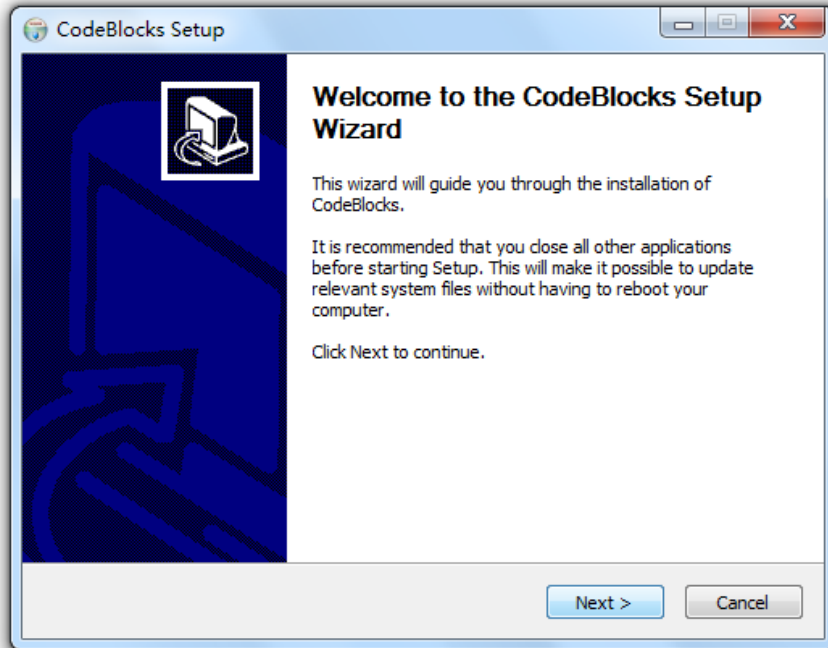 CodeBlocks Setup
Welcome to the CodeBlocks Setup
Wizard
This wizard will guide you through the installation of
CodeBlocks.
It is recommended that you close all other applications
before starting Setup. This will make it possible to update
relevant system files without having to reboot your
computer.
Click Next to continue.
Next >
Cancel